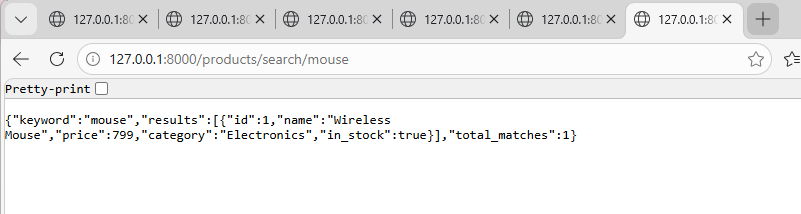 127.0.0.1:80 127.0.0.1:80 127.0.0.1:80 127.0.0.1:80 127.0.0.1:80 127.0.0.1:80
127.0.0.1:8000/products/search/mouse
Pretty-print
{"keyword":"mouse","results":[{"id":1,"name":"Wireless
Mouse","price":799,"category":"Electronics","in_stock":true}],"total_matches":1}